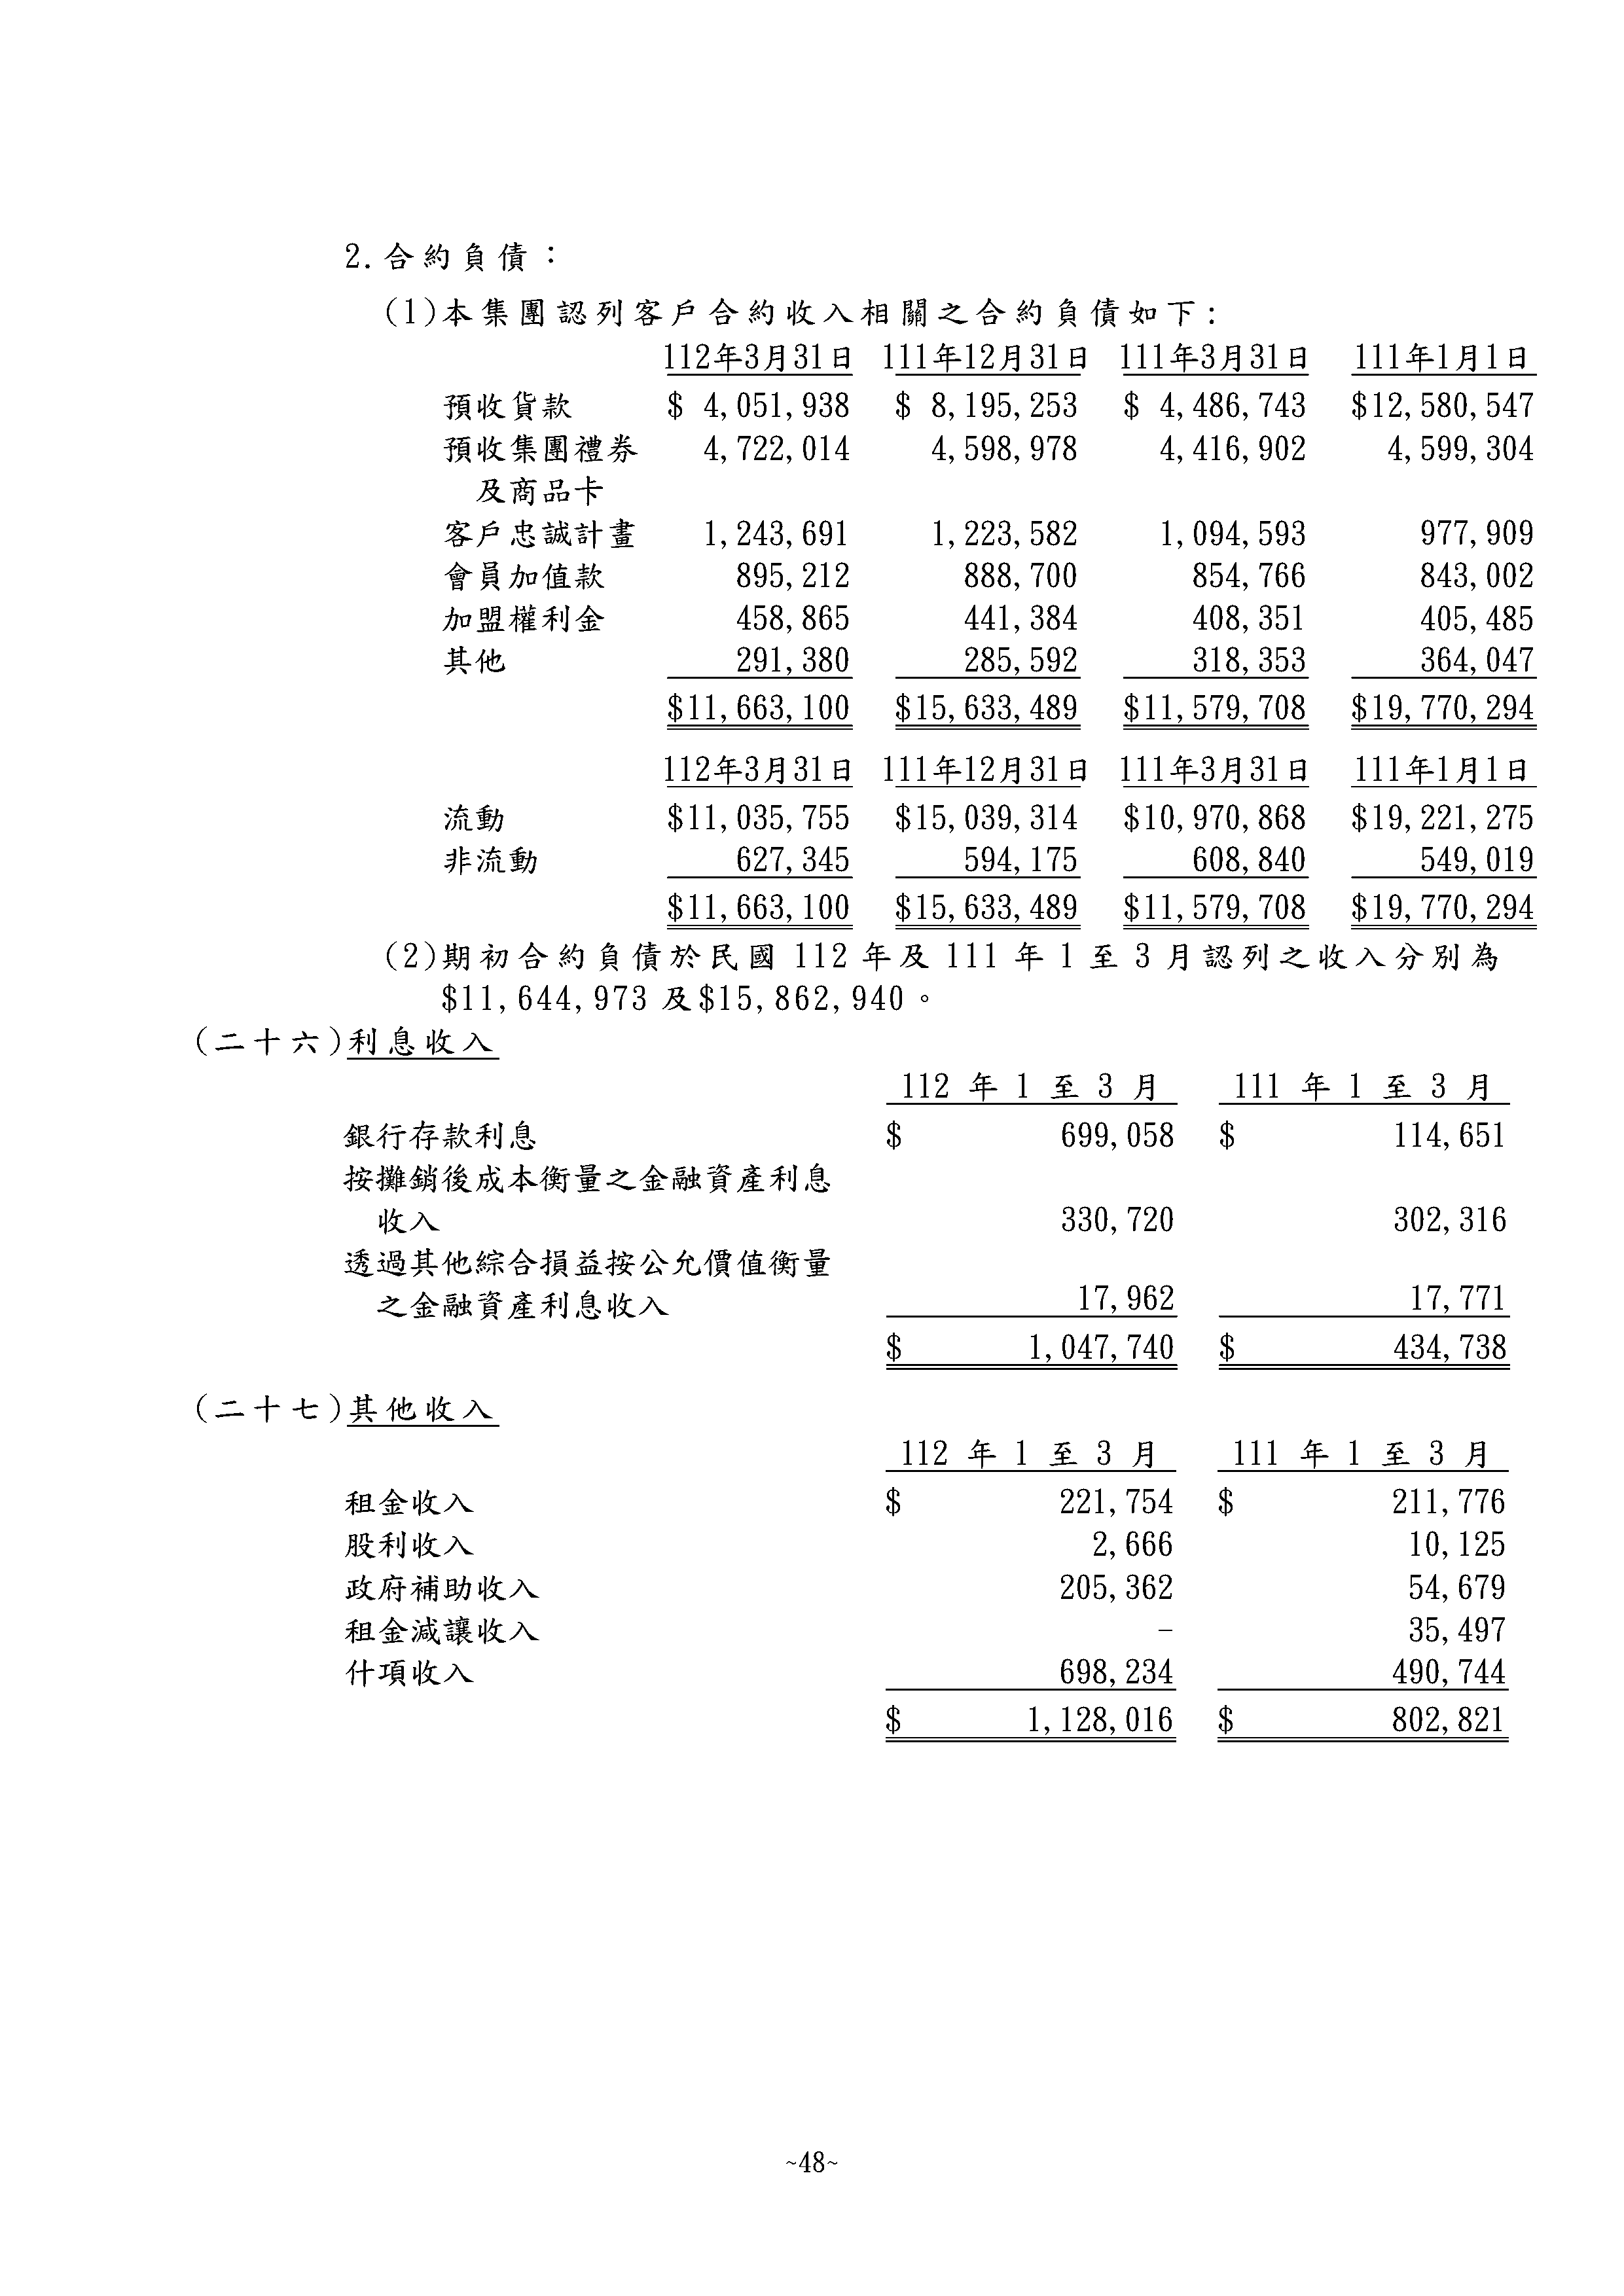 2.合約負債：
(1)本集團認列客戶合約收入相關之合約負債如下:
112年3月31日 111年12月31日 111年3月31日 111年1月1日
預收貨款 $ 4,051,938 $ 8,195,253 $ 4,486,743 $12,580,547
預收集團禮券 4,722,014 4,598,978 4,416,902 4,599,304
及商品卡
客戶忠誠計畫 1,243,691 1,223,582 1,094,593 977,909
會員加值款 895,212 888,700 854,766 843,002
加盟權利金 458,865 441,384 408,351 405,485
其他 291,380 285,592 318,353 364,047
$11,663,100 $15,633,489 $11,579,708 $19,770,294
112年3月31日 111年12月31日 111年3月31日 111年1月1日
流動 $11,035,755 $15,039,314 $10,970,868 $19,221,275
非流動 627,345 594,175 608,840 549,019
$11,663,100 $15,633,489 $11,579,708 $19,770,294
(2)期初合約負債於民國 112 年及 111 年 1 至 3 月認列之收入分別為
$11,644,973 及$15,862,940。
(二十六)利息收入
112 年 1 至 3 月 111 年 1 至 3 月
銀行存款利息 $ 699,058 $ 114,651
按攤銷後成本衡量之金融資產利息
收入 330,720 302,316
透過其他綜合損益按公允價值衡量
之金融資產利息收入 17,962 17,771
$ 1,047,740 $ 434,738
(二十七)其他收入
112 年 1 至 3 月 111 年 1 至 3 月
租金收入 $ 221,754 $ 211,776
股利收入 2,666 10,125
政府補助收入 205,362 54,679
租金減讓收入 - 35,497
什項收入 698,234 490,744
$ 1,128,016 $ 802,821
~48~